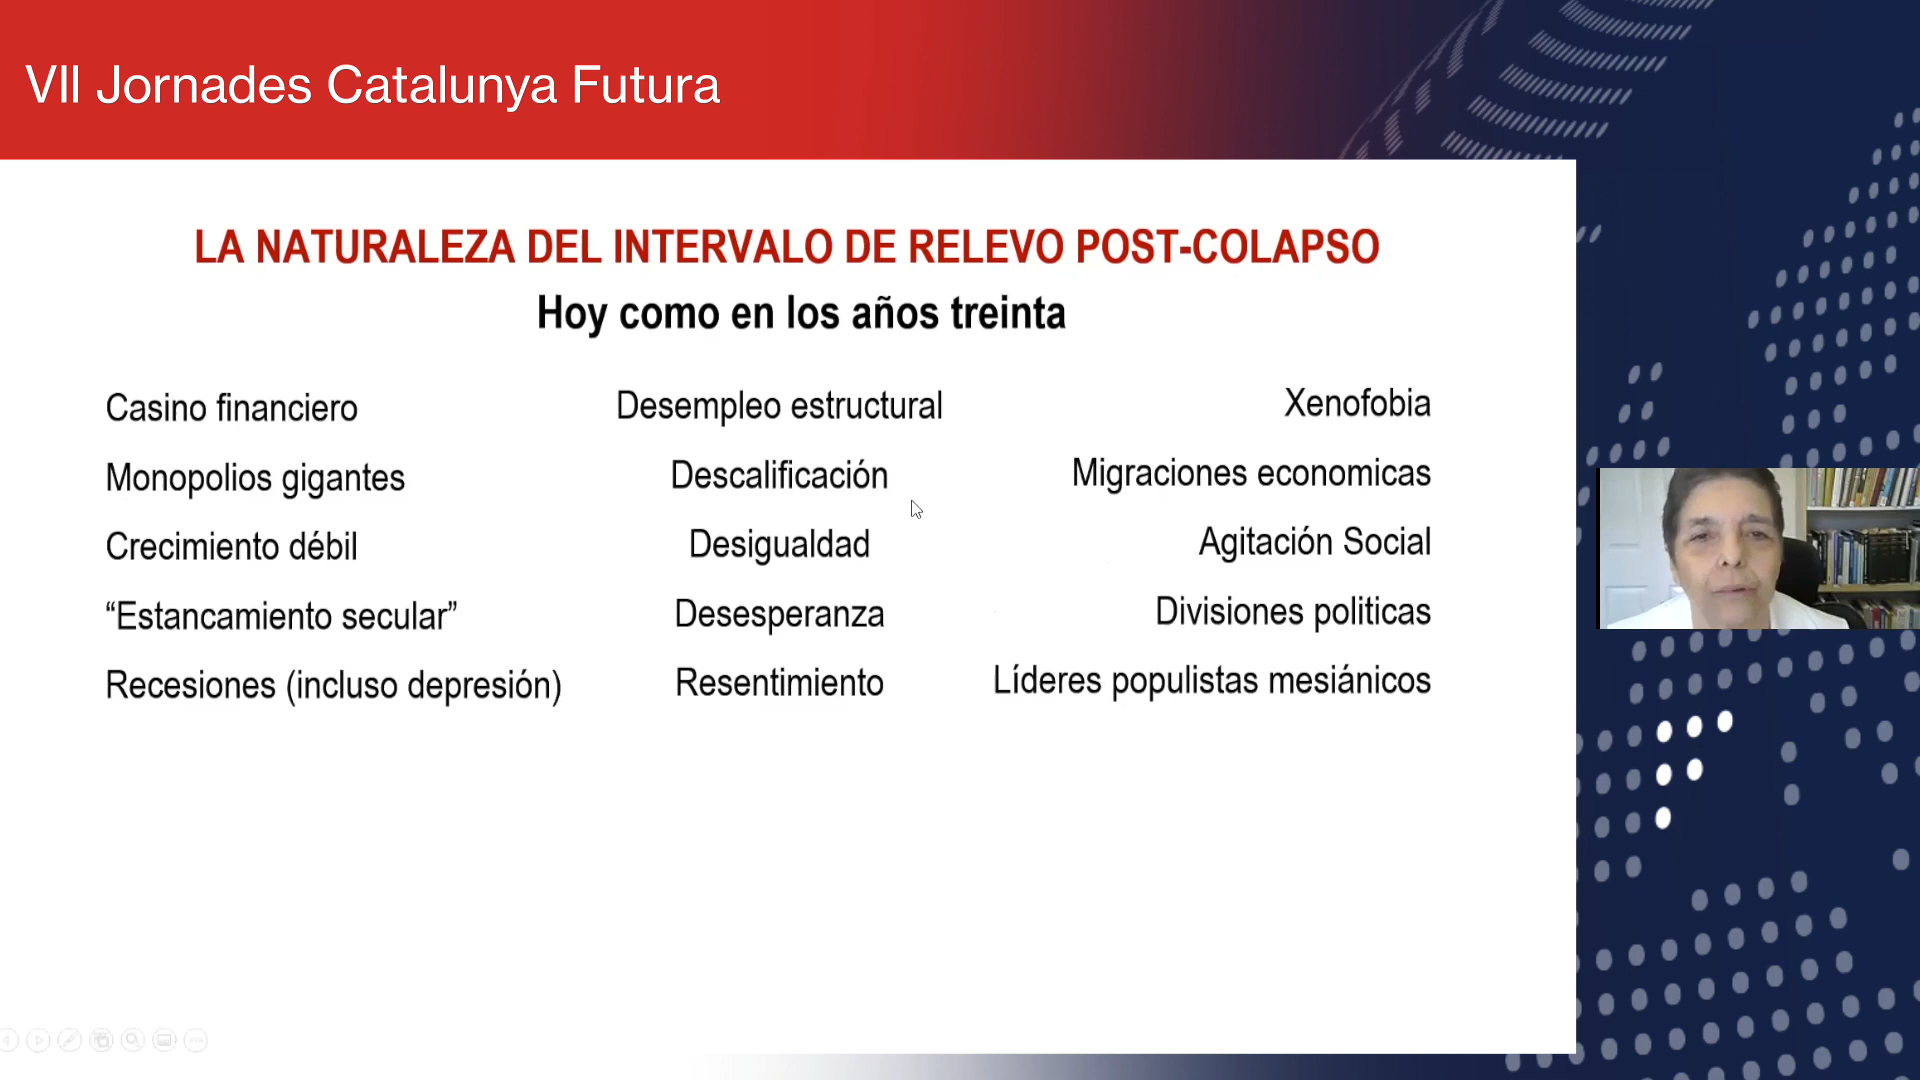 VII Jornades Catalunya Futura
LA NATURALEZA DEL INTERVALO DE RELEVO POST-COLAPSO
Hoy como en los años treinta
Casino financiero
Monopolios gigantes
Crecimiento débil
“Estancamiento secular”
Recesiones (incluso depresión)
Desempleo estructural
Descalificación
Desigualdad
Desesperanza
Resentimiento
Xenofobia
Migraciones economicas
Agitación Social
Divisiones politicas
Líderes populistas mesiánicos